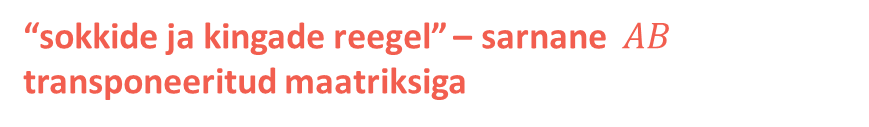 “sokkide ja kingade reegel” – sarnane AB
transponeeritud maatriksiga